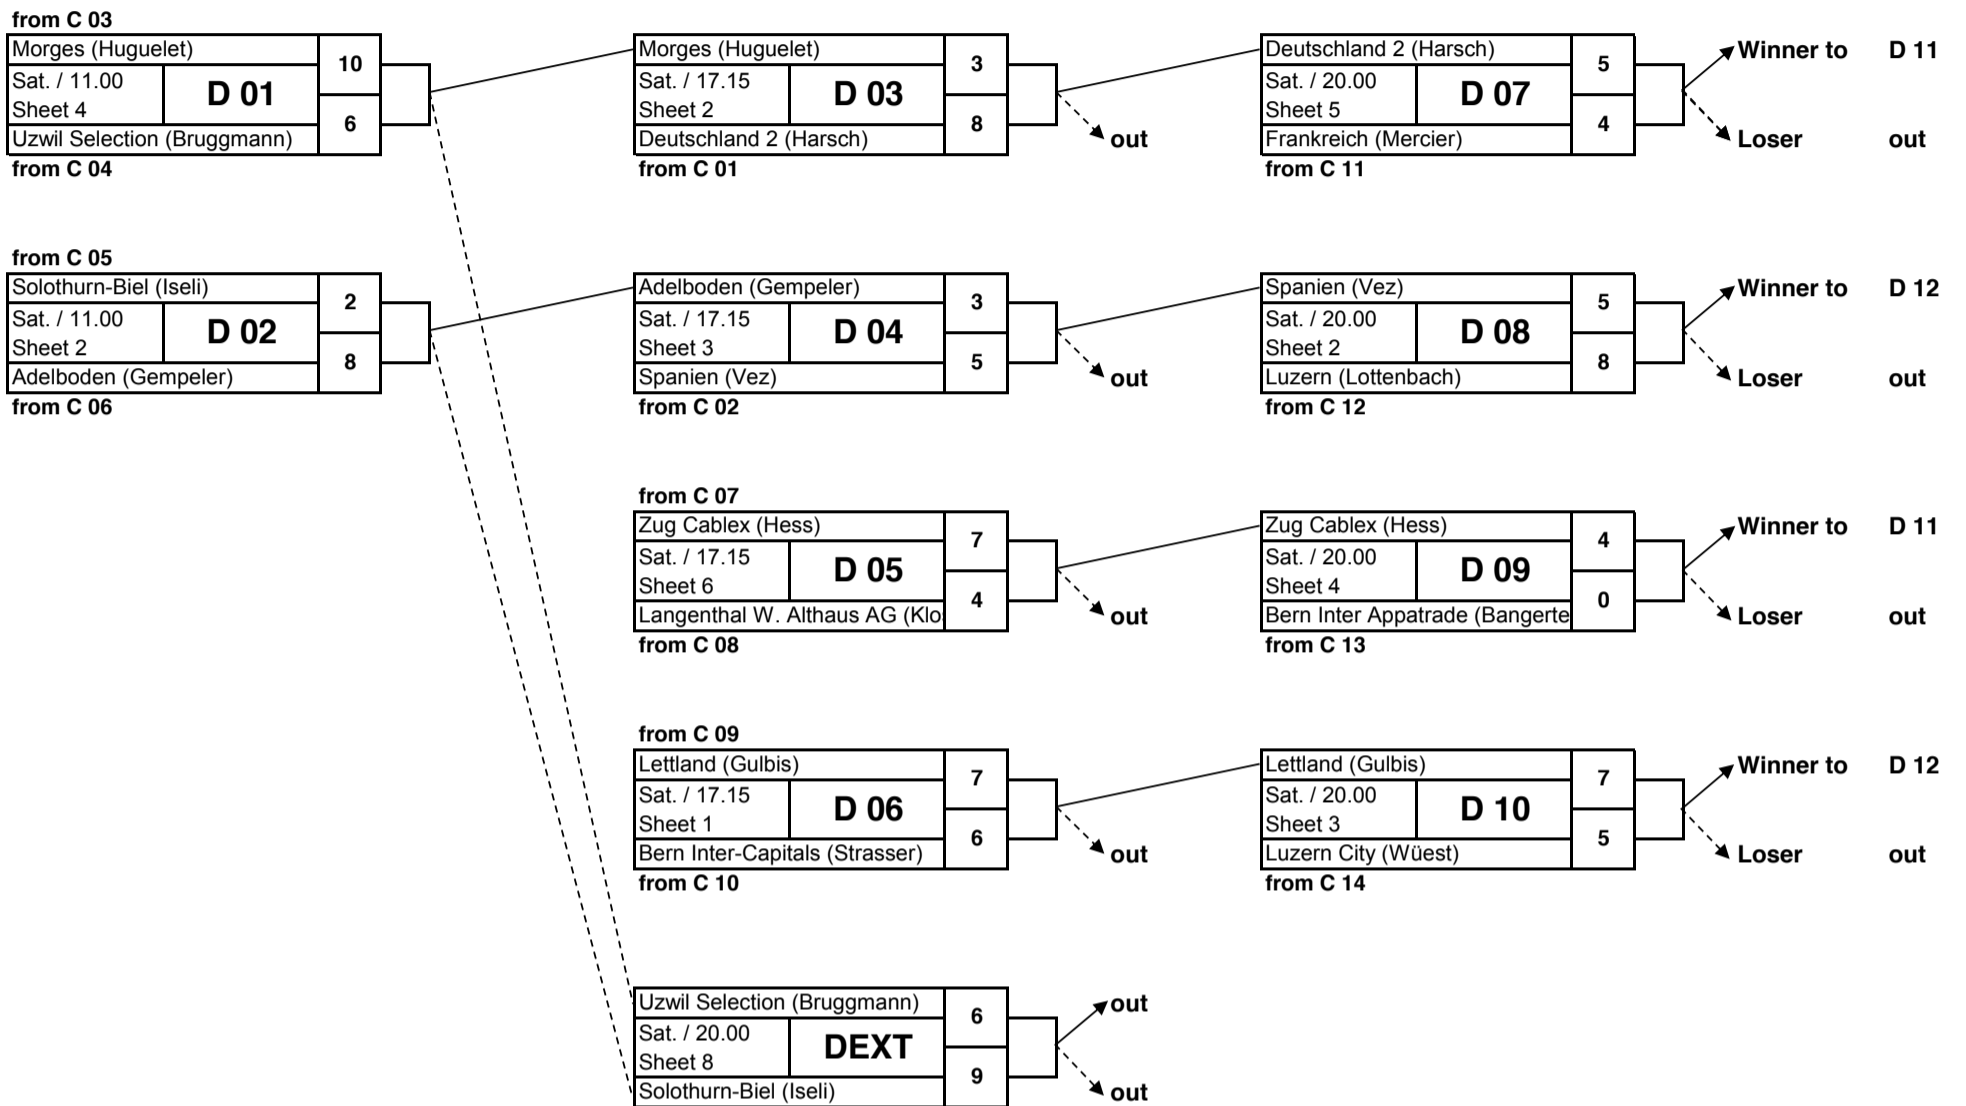 from C 03
Morges (Huguelet)
10
Sat. / 11.00
Sheet 4
D 01
6
Uzwil Selection (Bruggmann)
from C 04
Morges (Huguelet)
3
Sat. / 17.15
Sheet 2
D 03
8
Deutschland 2 (Harsch)
from C 01
out
Deutschland 2 (Harsch)
5
Sat. / 20.00
Sheet 5
D 07
4
Frankreich (Mercier)
from C 11
Winner to D 11
Loser out
from C 05
Solothurn-Biel (Iseli)
2
Sat. / 11.00
Sheet 2
D 02
8
Adelboden (Gempeler)
from C 06
Adelboden (Gempeler)
3
Sat. / 17.15
Sheet 3
D 04
5
Spanien (Vez)
from C 02
out
Spanien (Vez)
5
Sat. / 20.00
Sheet 2
D 08
8
Luzern (Lottenbach)
from C 12
Winner to D 12
Loser out
from C 07
Zug Cablex (Hess)
7
Sat. / 17.15
Sheet 6
D 05
4
Langenthal W. Althaus AG (Klo
from C 08
out
Zug Cablex (Hess)
4
Sat. / 20.00
Sheet 4
D 09
0
Bern Inter Appatrade (Bangerte
from C 13
Winner to D 11
Loser out
from C 09
Lettland (Gulbis)
7
Sat. / 17.15
Sheet 1
D 06
6
Bern Inter-Capitals (Strasser)
from C 10
out
Lettland (Gulbis)
7
Sat. / 20.00
Sheet 3
D 10
5
Luzern City (Wüest)
from C 14
Winner to D 12
Loser out
Uzwil Selection (Bruggmann)
6
Sat. / 20.00
Sheet 8
DEXT
9
Solothurn-Biel (Iseli)
out
out